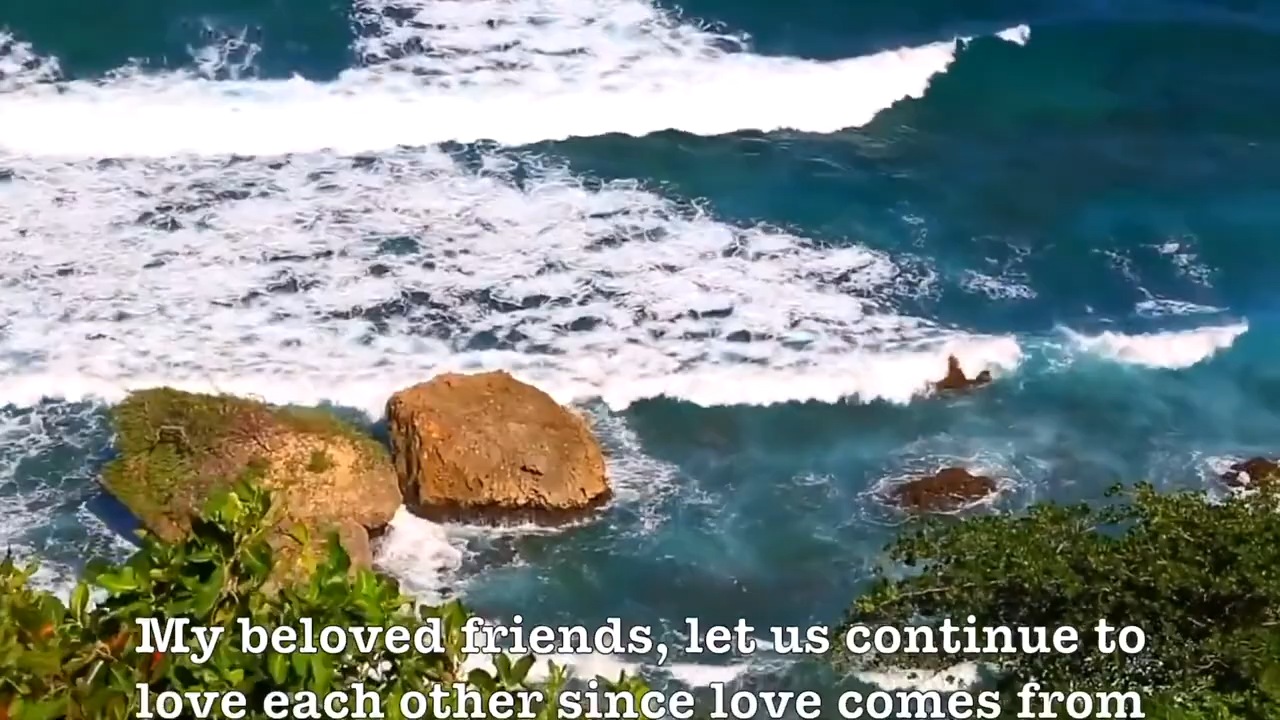 My beloved friends, let us continue to
love each other since love comes from